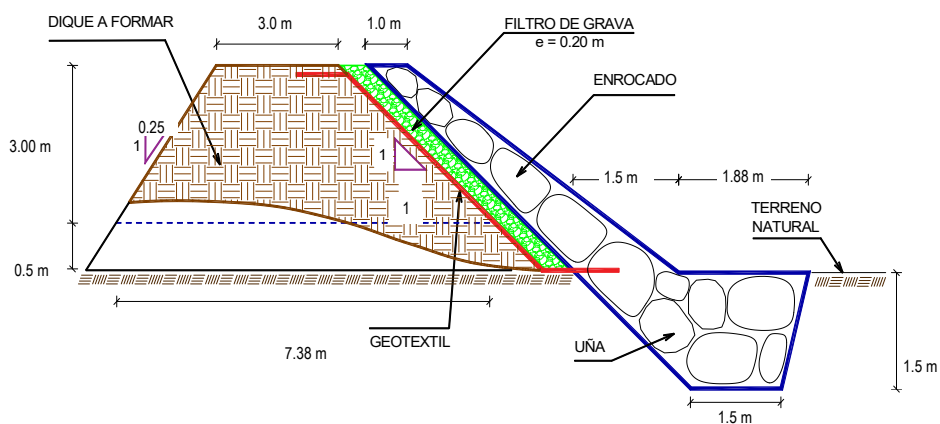 DIQUE A FORMAR
3.0 m
1.0 m
FILTRO DE GRAVA
e = 0.20 m
ENROCADO
3.00 m
0.25
1
1
1
1.5 m
1.88 m
TERRENO
NATURAL
0.5 m
GEOTEXTIL
7.38 m
UÑA
1.5 m
1.5 m